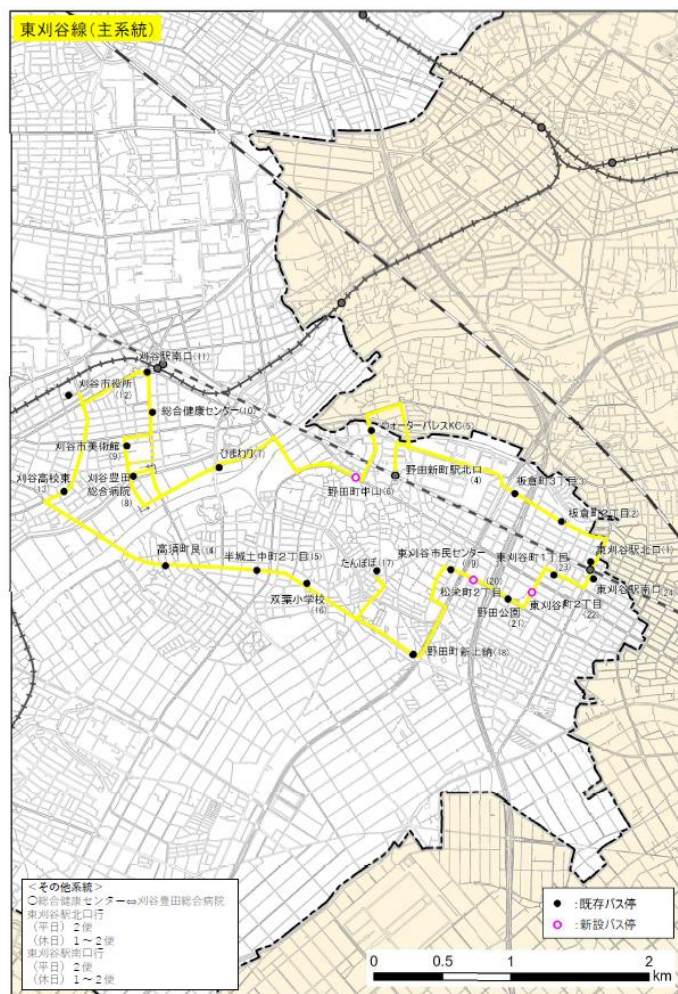 東刈谷線(主系統)
刈谷駅南口(11)
刈谷市役所
(12)
総合健康センター(10)
刈谷市美術館
(9)
刈谷豊田
総合病院
(8)
ひまわり(7)
刈谷高校東
(13)
ウォーターパレスKC(5)
野田町中山(6)
野田新町駅北口
(4)
板倉町3丁目(3)
板倉町2丁目(2)
東刈谷駅北口(1)
高須町艮(14)
半城土中町2丁目(15)
双葉小学校
(16)
たんぽぽ(17)
東刈谷市民センター
(19)
(20)
松栄町2丁目
東刈谷町1丁目
(23)
東刈谷駅南口(24)
野田公園
(21)
東刈谷町2丁目
(22)
野田町新上納(18)
<その他系統>
○総合健康センター⇔刈谷豊田総合病院
東刈谷駅北口行
(平日)2便
(休日)1~2便
東刈谷駅南口行
(平日)2便
(休日)1~2便
●:既存バス停
○:新設バス停
0 0.5 1 2
km